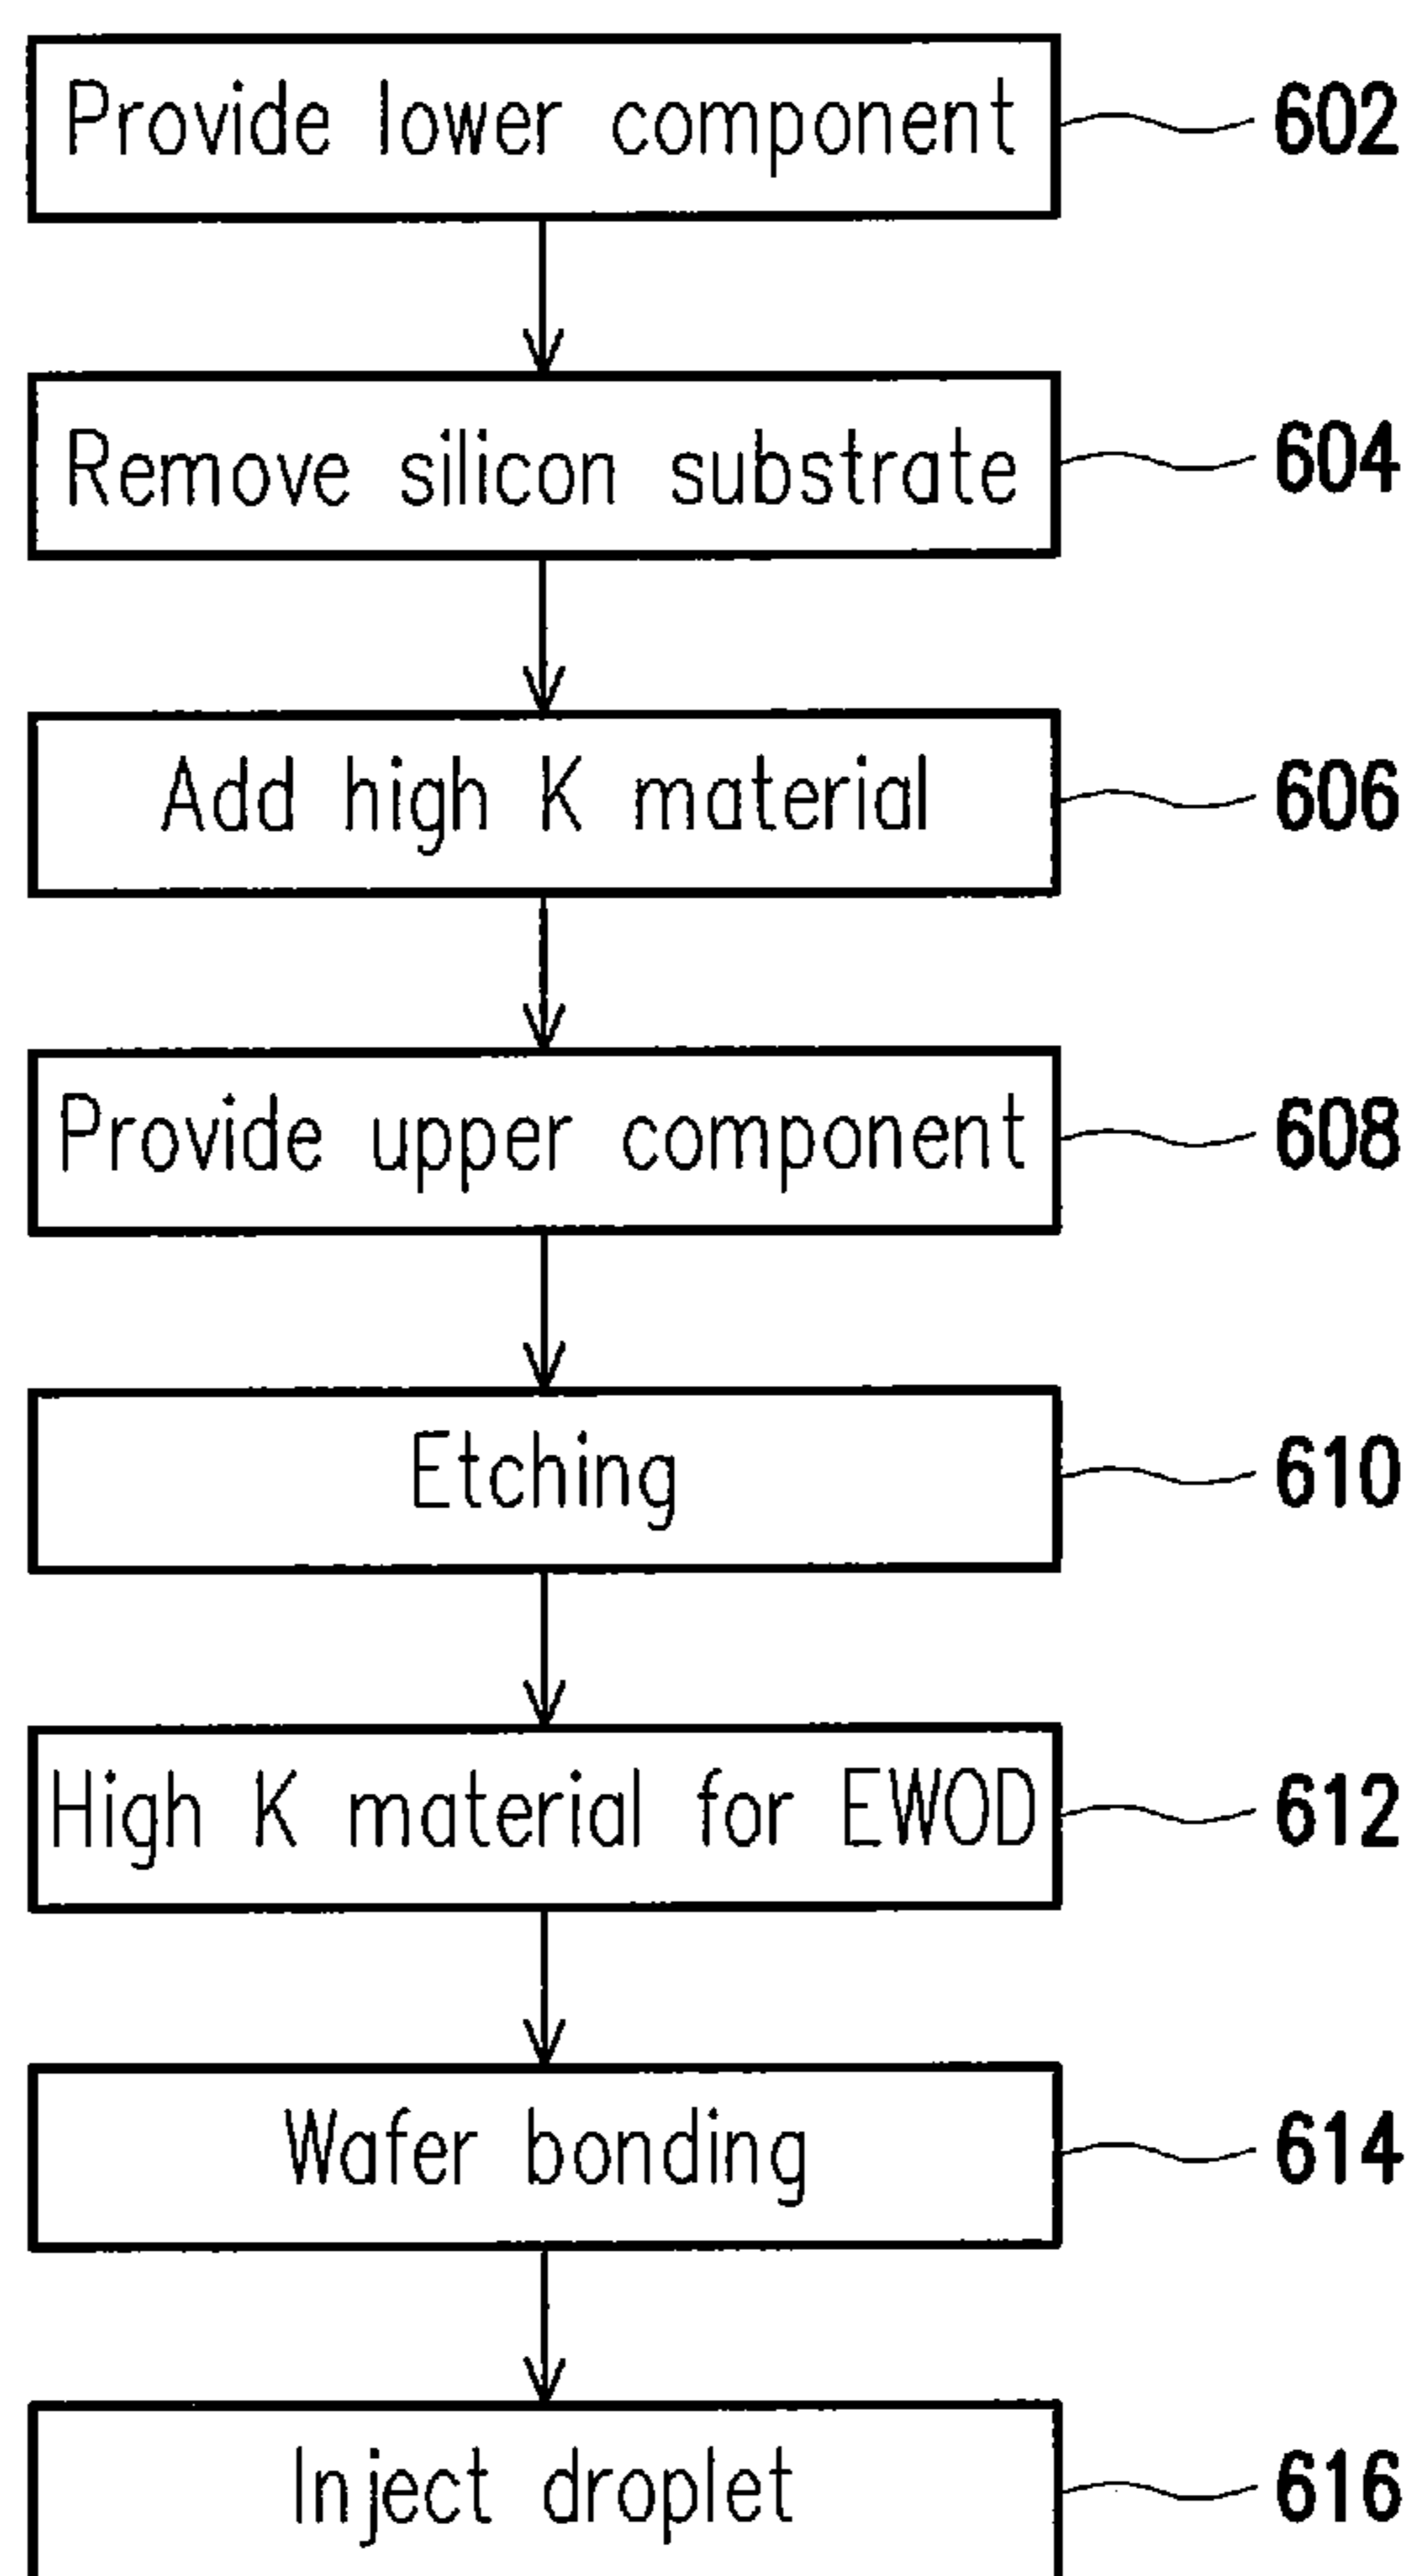 Provide lower component 602
Remove silicon substrate 604
Add high K material 606
Provide upper component 608
Etching 610
High K material for EWOD 612
Wafer bonding 614
Inject droplet 616